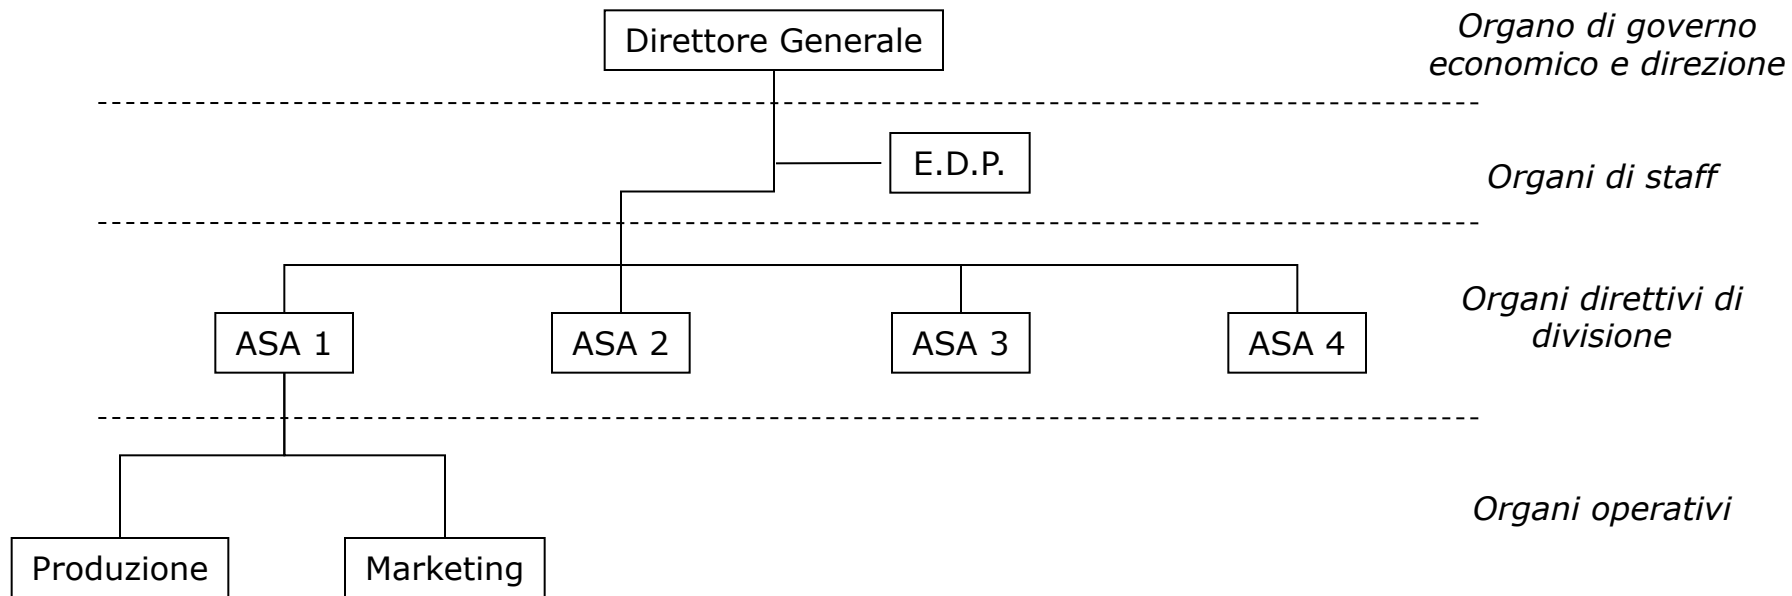 Direttore Generale
Organo di governo
economico e direzione
E.D.P.
Organi di staff
ASA 1
ASA 2
ASA 3
ASA 4
Organi direttivi di
divisione
Organi operativi
Produzione
Marketing